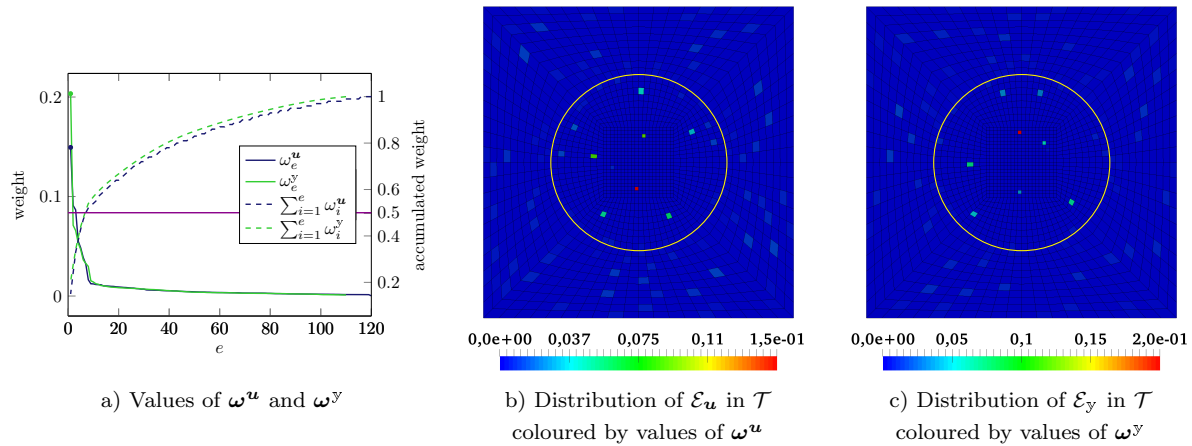 0.2
0.1
0
weight
0 20 40 60 80 100 120
e
1
0.8
0.6
0.5
0.4
0.2
accumulated weight
ω_e^u
ω_e^y
∑_{i=1}^e ω_i^u
∑_{i=1}^e ω_i^y
a) Values of ω^u and ω^y
0,0e+00 0,037 0,075 0,11 1,5e-01
b) Distribution of ℰ_u in 𝒯
coloured by values of ω^u
0,0e+00 0,05 0,1 0,15 2,0e-01
c) Distribution of ℰ_𝕪 in 𝒯
coloured by values of ω^𝕪